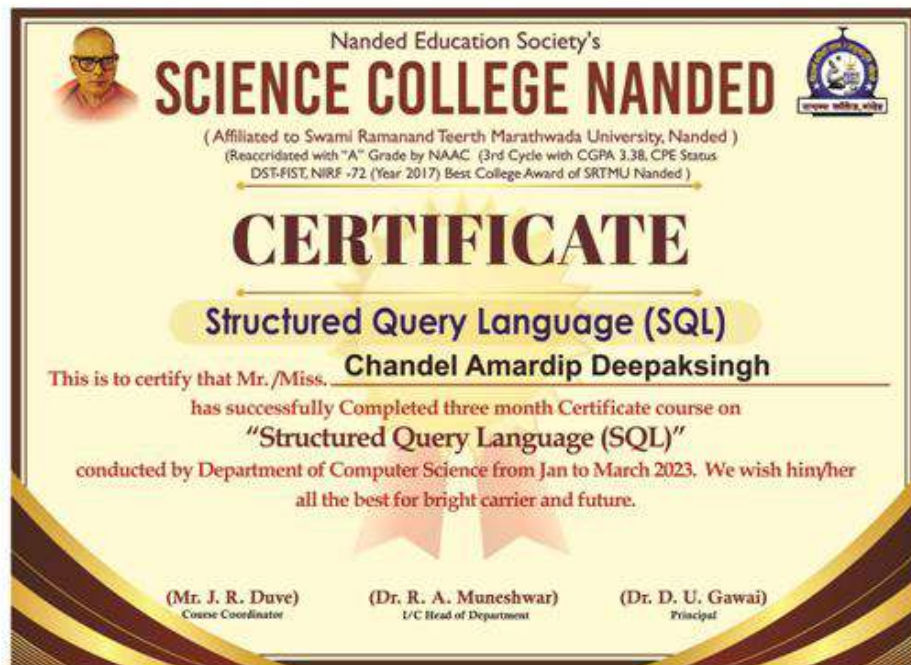 Nanded Education Society's
SCIENCE COLLEGE NANDED
( Affiliated to Swami Ramanand Teerth Marathwada University, Nanded )
(Reaccridated with "A" Grade by NAAC (3rd Cycle with CGPA 3.38, CPE Status
DST-FIST, NIRF -72 (Year 2017) Best College Award of SRTMU Nanded )
CERTIFICATE
Structured Query Language (SQL)
This is to certify that Mr./Miss. Chandel Amardip Deepaksingh
has successfully Completed three month Certificate course on
"Structured Query Language (SQL)"
conducted by Department of Computer Science from Jan to March 2023. We wish him/her
all the best for bright carrier and future.
(Mr. J. R. Duve) (Dr. R. A. Muneshwar) (Dr. D. U. Gawai)
Course Coordinator I/C Head of Department Principal